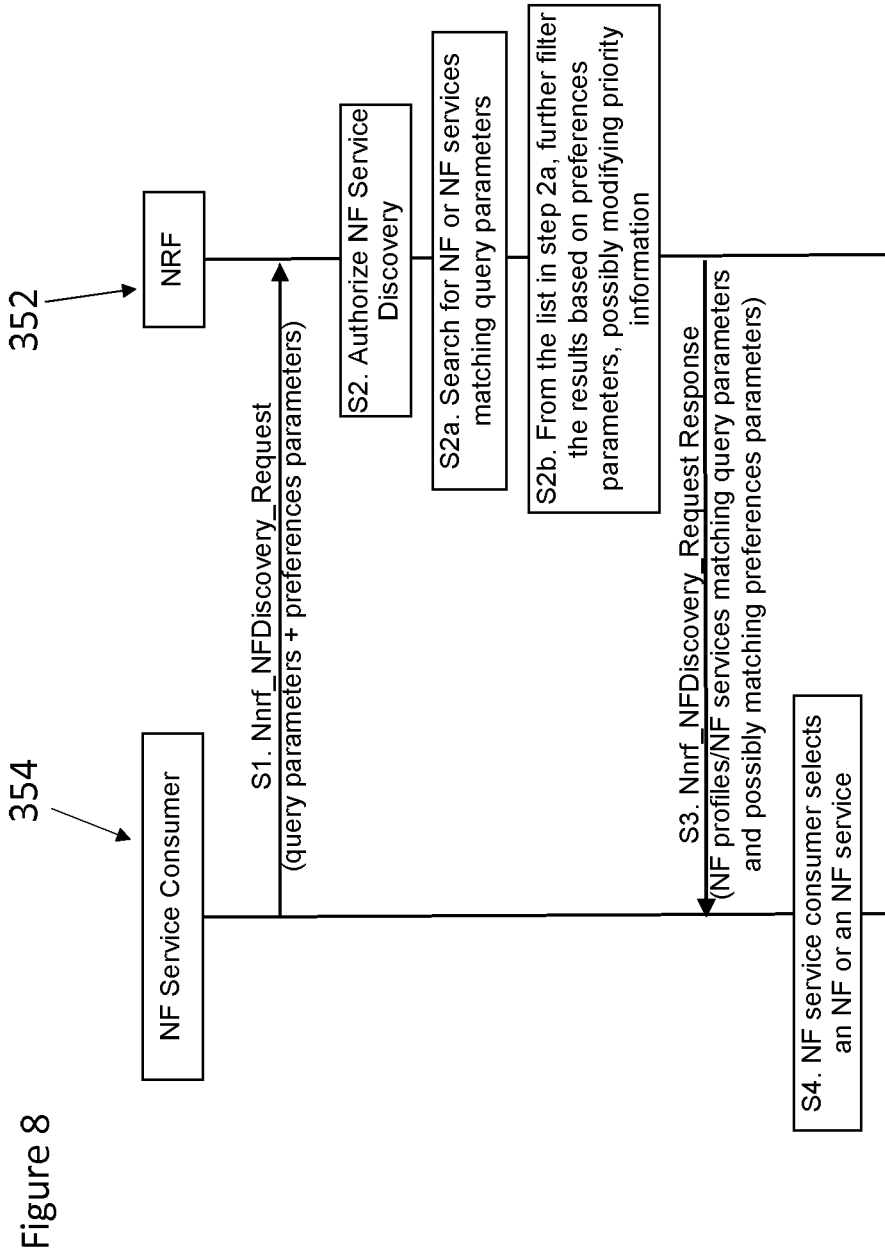 Figure 8
354
352
NF Service Consumer
NRF
S1. Nnrf_NFDiscovery_Request
(query parameters + preferences parameters)
S2. Authorize NF Service
Discovery
S2a. Search for NF or NF services
matching query parameters
S2b. From the list in step 2a, further filter
the results based on preferences
parameters, possibly modifying priority
information
S3. Nnrf_NFDiscovery_Request Response
(NF profiles/NF services matching query parameters
and possibly matching preferences parameters)
S4. NF service consumer selects
an NF or an NF service